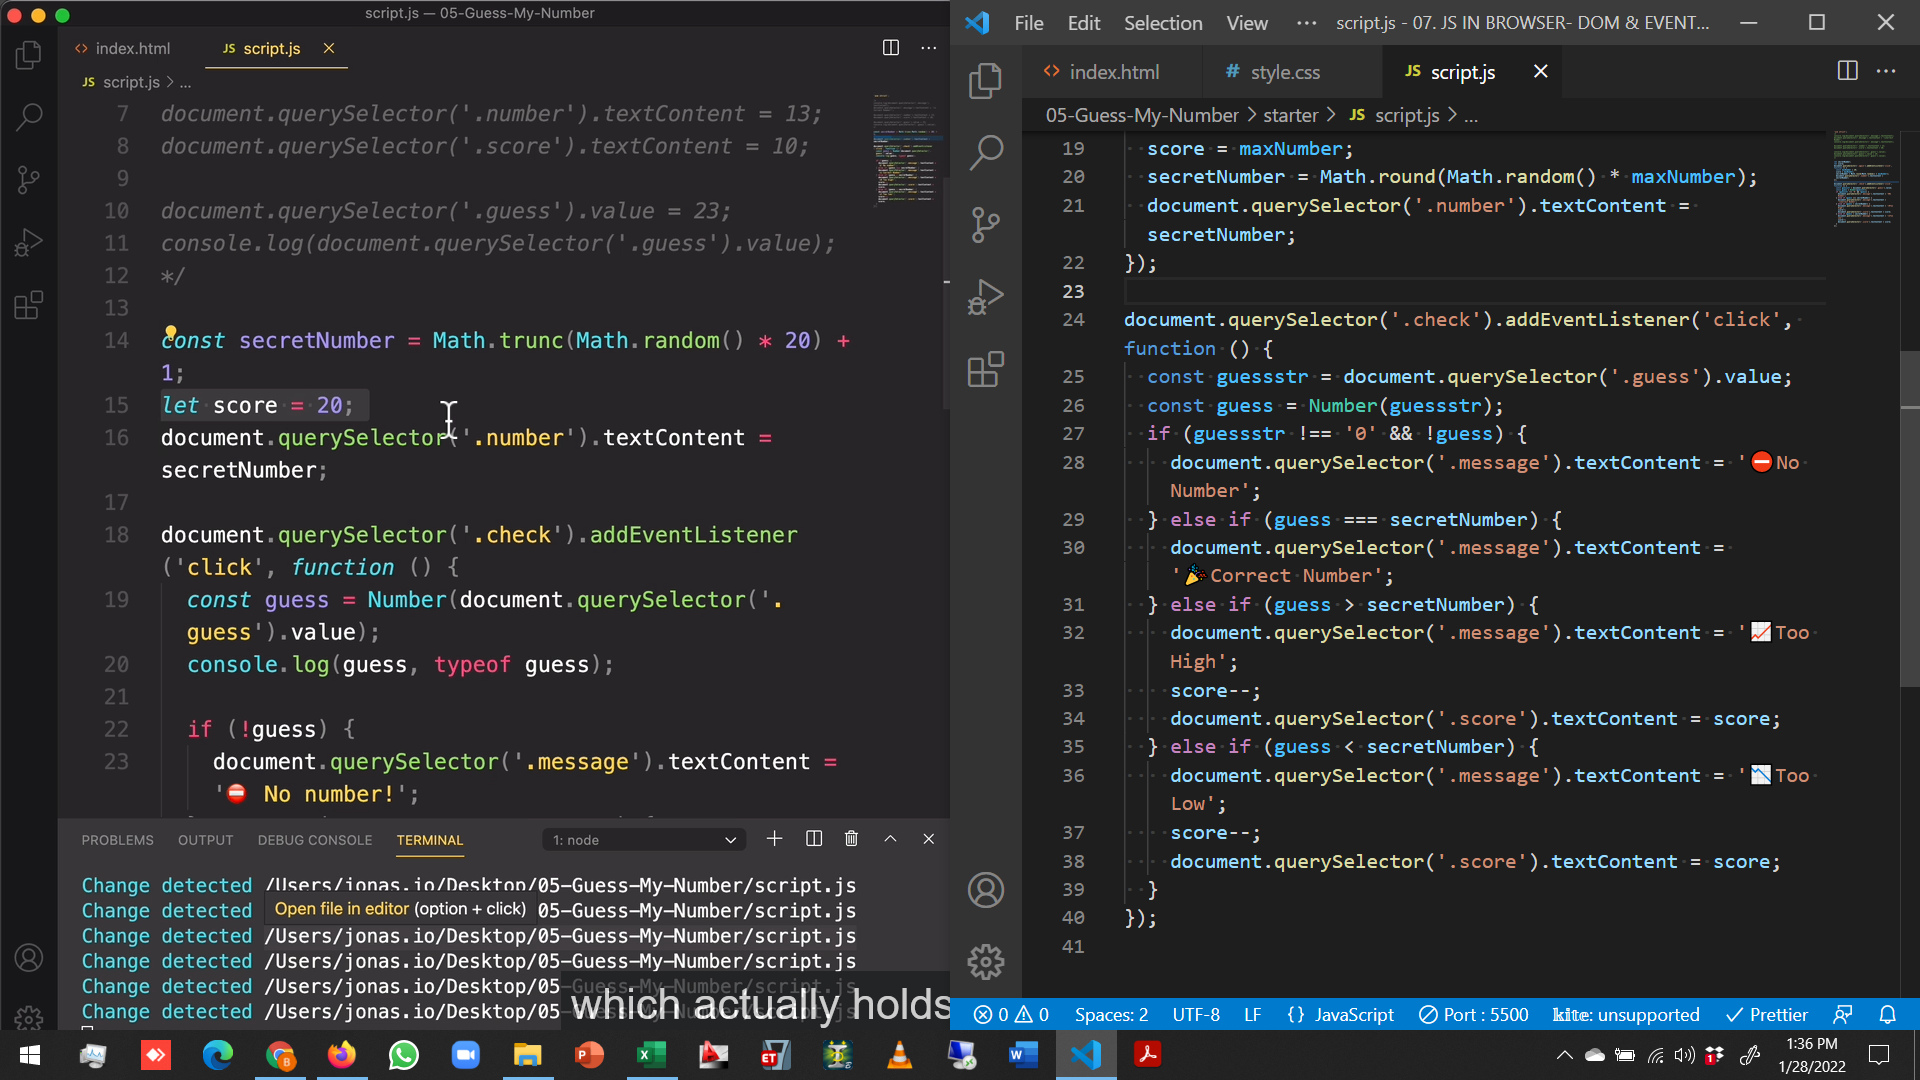 script.js — 05-Guess-My-Number
<> index.html
JS script.js ×
JS script.js > ...
7 document.querySelector('.number').textContent = 13;
8 document.querySelector('.score').textContent = 10;
9
10 document.querySelector('.guess').value = 23;
11 console.log(document.querySelector('.guess').value);
12 */
13
14 const secretNumber = Math.trunc(Math.random() * 20) +
1;
15 let score = 20;
16 document.querySelector('.number').textContent =
secretNumber;
17
18 document.querySelector('.check').addEventListener
('click', function () {
19 const guess = Number(document.querySelector('.
guess').value);
20 console.log(guess, typeof guess);
21
22 if (!guess) {
23 document.querySelector('.message').textContent =
'⛔ No number!';
PROBLEMS OUTPUT DEBUG CONSOLE TERMINAL 1: node
Change detected /Users/jonas.io/Desktop/05-Guess-My-Number/script.js
Change detected 05-Guess-My-Number/script.js
Open file in editor (option + click)
Change detected /Users/jonas.io/Desktop/05-Guess-My-Number/script.js
Change detected /Users/jonas.io/Desktop/05-Guess-My-Number/script.js
Change detected /Users/jonas.io/Desktop/05-Guess-My-Number/script.js
Change detected /Users/jonas.io/Desktop/05-Guess-My-Number/script.js
which actually holds
File Edit Selection View ··· script.js - 07. JS IN BROWSER- DOM & EVENT...
<> index.html
# style.css
JS script.js ×
05-Guess-My-Number > starter > JS script.js > ...
19 score = maxNumber;
20 secretNumber = Math.round(Math.random() * maxNumber);
21 document.querySelector('.number').textContent =
secretNumber;
22 });
23
24 document.querySelector('.check').addEventListener('click',
function () {
25 const guessstr = document.querySelector('.guess').value;
26 const guess = Number(guessstr);
27 if (guessstr !== '0' && !guess) {
28 document.querySelector('.message').textContent = '⛔No
Number';
29 } else if (guess === secretNumber) {
30 document.querySelector('.message').textContent =
'🎉Correct Number';
31 } else if (guess > secretNumber) {
32 document.querySelector('.message').textContent = '📈Too
High';
33 score--;
34 document.querySelector('.score').textContent = score;
35 } else if (guess < secretNumber) {
36 document.querySelector('.message').textContent = '📉Too
Low';
37 score--;
38 document.querySelector('.score').textContent = score;
39 }
40 });
41
0 0 Spaces: 2 UTF-8 LF {} JavaScript Port : 5500 kite: unsupported Prettier
1:36 PM
1/28/2022